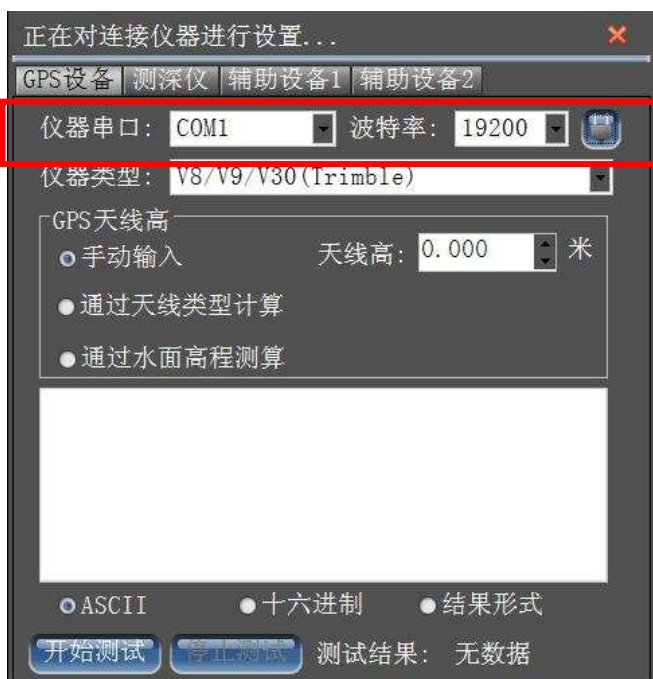 正在对连接仪器进行设置...
GPS设备 测深仪 辅助设备1 辅助设备2
仪器串口: COM1 波特率: 19200
仪器类型: V8/V9/V30(Trimble)
GPS天线高
手动输入 天线高: 0.000 米
通过天线类型计算
通过水面高程测算
ASCII 十六进制 结果形式
开始测试 停止测试 测试结果: 无数据